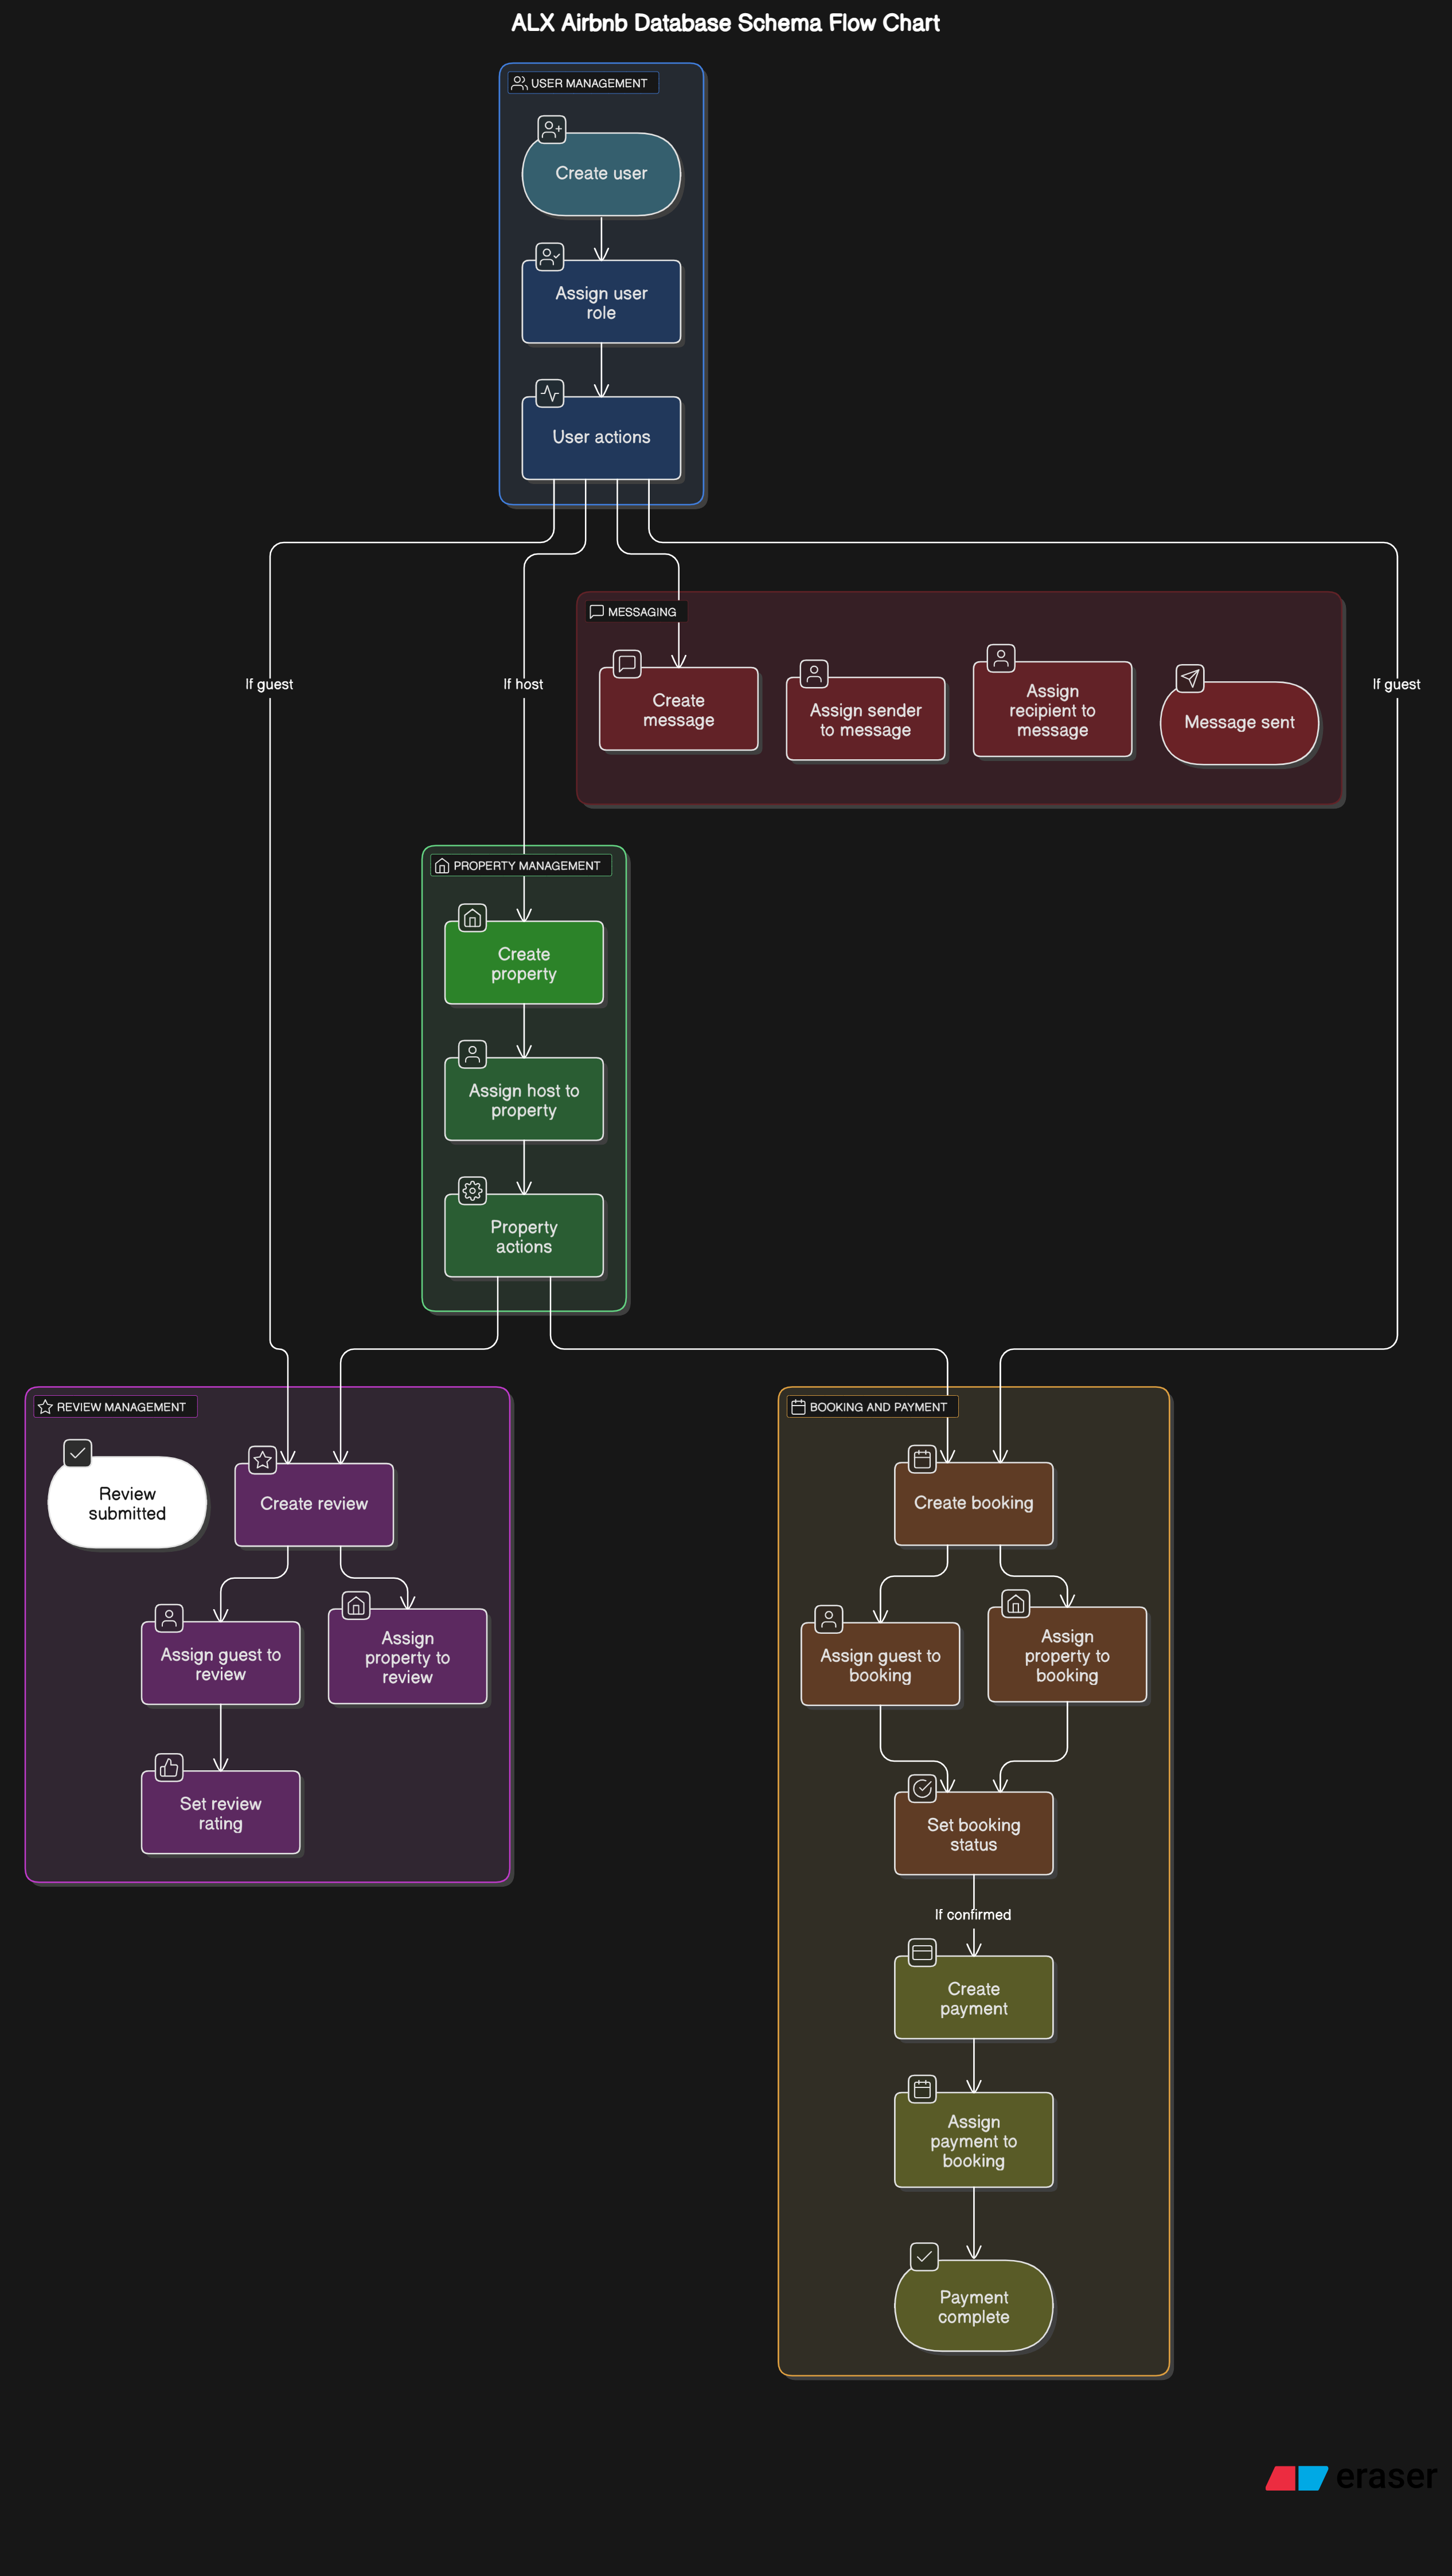 ALX Airbnb Database Schema Flow Chart
USER MANAGEMENT
Create user
Assign user
role
User actions
If guest
If host
If guest
MESSAGING
Create
message
Assign sender
to message
Assign
recipient to
message
Message sent
PROPERTY MANAGEMENT
Create
property
Assign host to
property
Property
actions
REVIEW MANAGEMENT
Review
submitted
Create review
Assign guest to
review
Assign
property to
review
Set review
rating
BOOKING AND PAYMENT
Create booking
Assign guest to
booking
Assign
property to
booking
Set booking
status
If confirmed
Create
payment
Assign
payment to
booking
Payment
complete
eraser